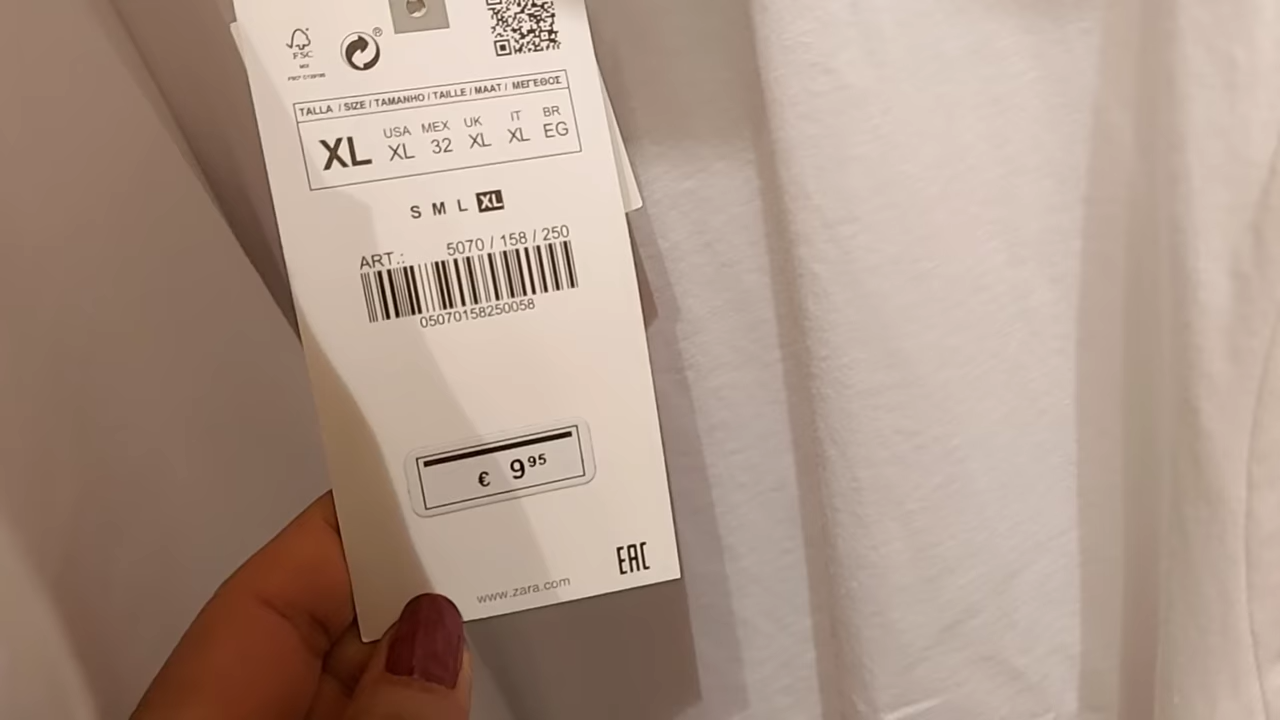 FSC
MIX
TALLA / SIZE / TAMANHO / TAILLE / MAAT / ΜΕΓΕΘΟΣ
XL USA XL MEX 32 UK XL IT XL BR EG
S M L XL
ART.: 5070 / 158 / 250
05070158250058
€ 9⁹⁵
EAC
www.zara.com